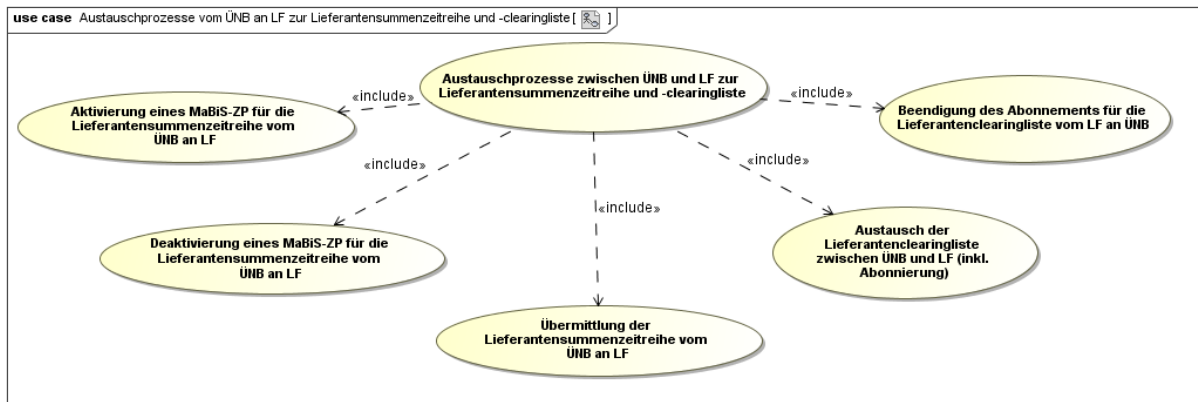 use case Austauschprozesse vom ÜNB an LF zur Lieferantensummenzeitreihe und -clearingliste [ ]
Austauschprozesse zwischen ÜNB und LF zur
Lieferantensummenzeitreihe und -clearingliste
«include»
«include»
Aktivierung eines MaBiS-ZP für die
Lieferantensummenzeitreihe vom
ÜNB an LF
Beendigung des Abonnements für die
Lieferantenclearingliste vom LF an ÜNB
«include»
«include»
«include»
Deaktivierung eines MaBiS-ZP für die
Lieferantensummenzeitreihe vom
ÜNB an LF
Austausch der
Lieferantenclearingliste
zwischen ÜNB und LF (inkl.
Abonnierung)
Übermittlung der
Lieferantensummenzeitreihe vom
ÜNB an LF